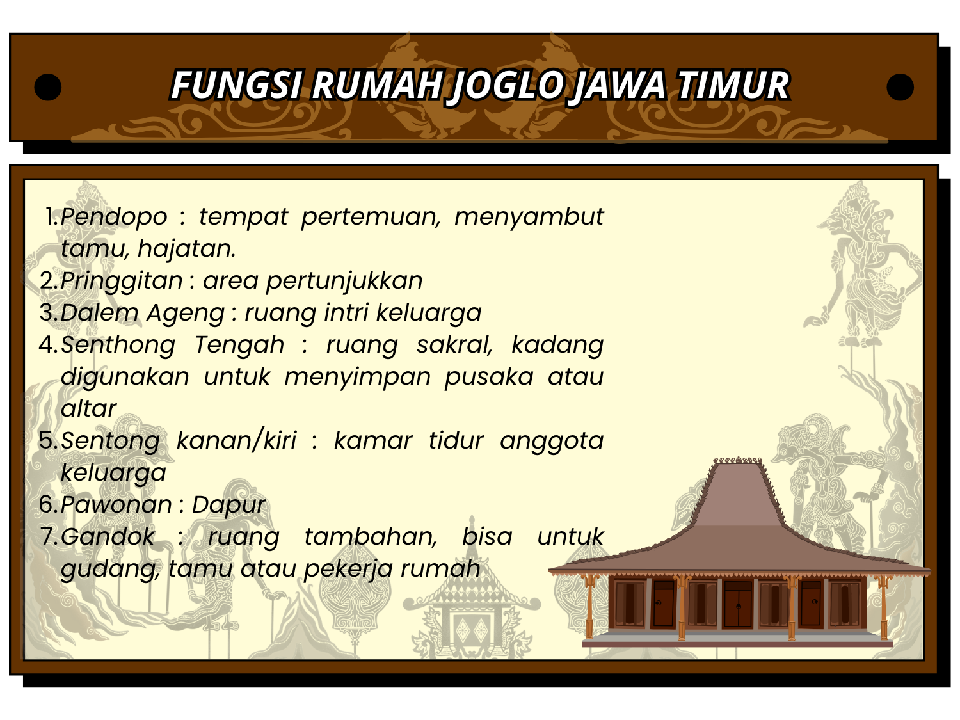 FUNGSI RUMAH JOGLO JAWA TIMUR
1.Pendopo : tempat pertemuan, menyambut
tamu, hajatan.
2.Pringgitan : area pertunjukkan
3.Dalem Ageng : ruang intri keluarga
4.Senthong Tengah : ruang sakral, kadang
digunakan untuk menyimpan pusaka atau
altar
5.Sentong kanan/kiri : kamar tidur anggota
keluarga
6.Pawonan : Dapur
7.Gandok : ruang tambahan, bisa untuk
gudang, tamu atau pekerja rumah